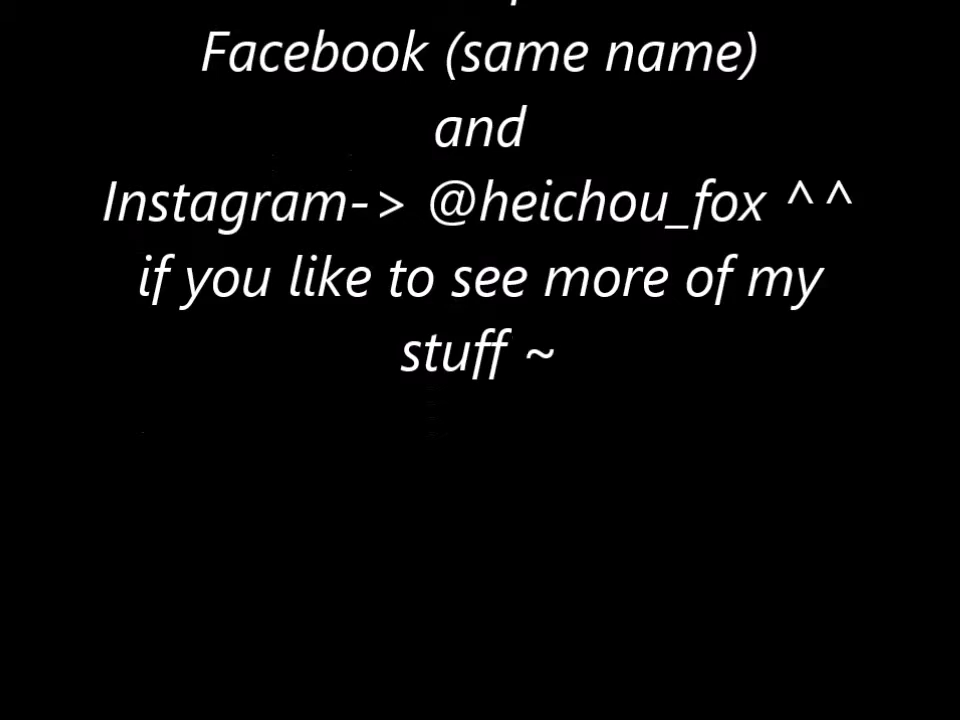 Facebook (same name)
and
Instagram-> @heichou_fox ^^
if you like to see more of my
stuff ~